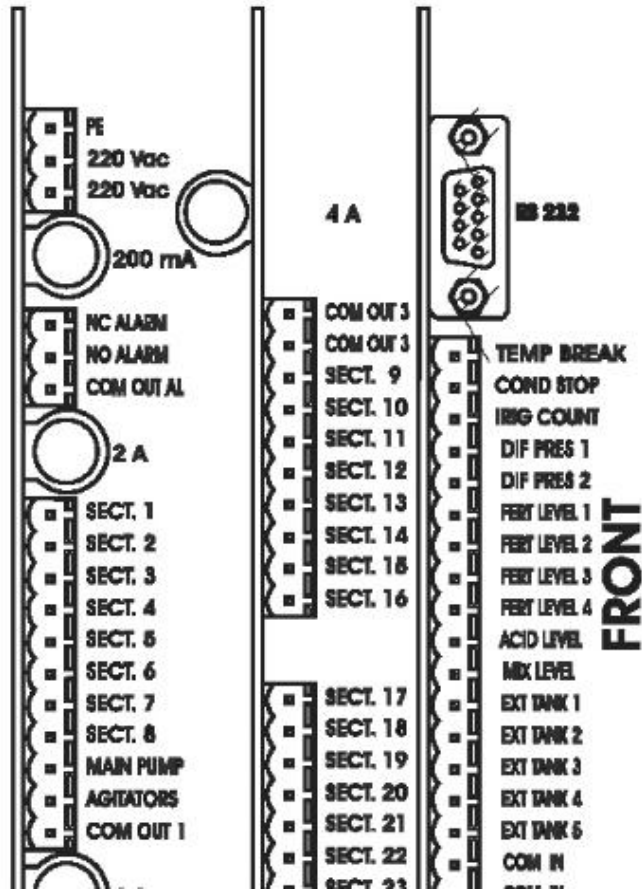 PE
220 Vac
220 Vac
200 mA
NC ALARM
NO ALARM
COM OUT AL
2 A
SECT. 1
SECT. 2
SECT. 3
SECT. 4
SECT. 5
SECT. 6
SECT. 7
SECT. 8
MAIN PUMP
AGITATORS
COM OUT 1
4 A
COM OUT 3
COM OUT 3
SECT. 9
SECT. 10
SECT. 11
SECT. 12
SECT. 13
SECT. 14
SECT. 15
SECT. 16
SECT. 17
SECT. 18
SECT. 19
SECT. 20
SECT. 21
SECT. 22
SECT. 23
RS 232
TEMP BREAK
COND STOP
IRIG COUNT
DIF PRES 1
DIF PRES 2
FERT LEVEL 1
FERT LEVEL 2
FERT LEVEL 3
FERT LEVEL 4
ACID LEVEL
MIX LEVEL
EXT TANK 1
EXT TANK 2
EXT TANK 3
EXT TANK 4
EXT TANK 5
COM IN
FRONT